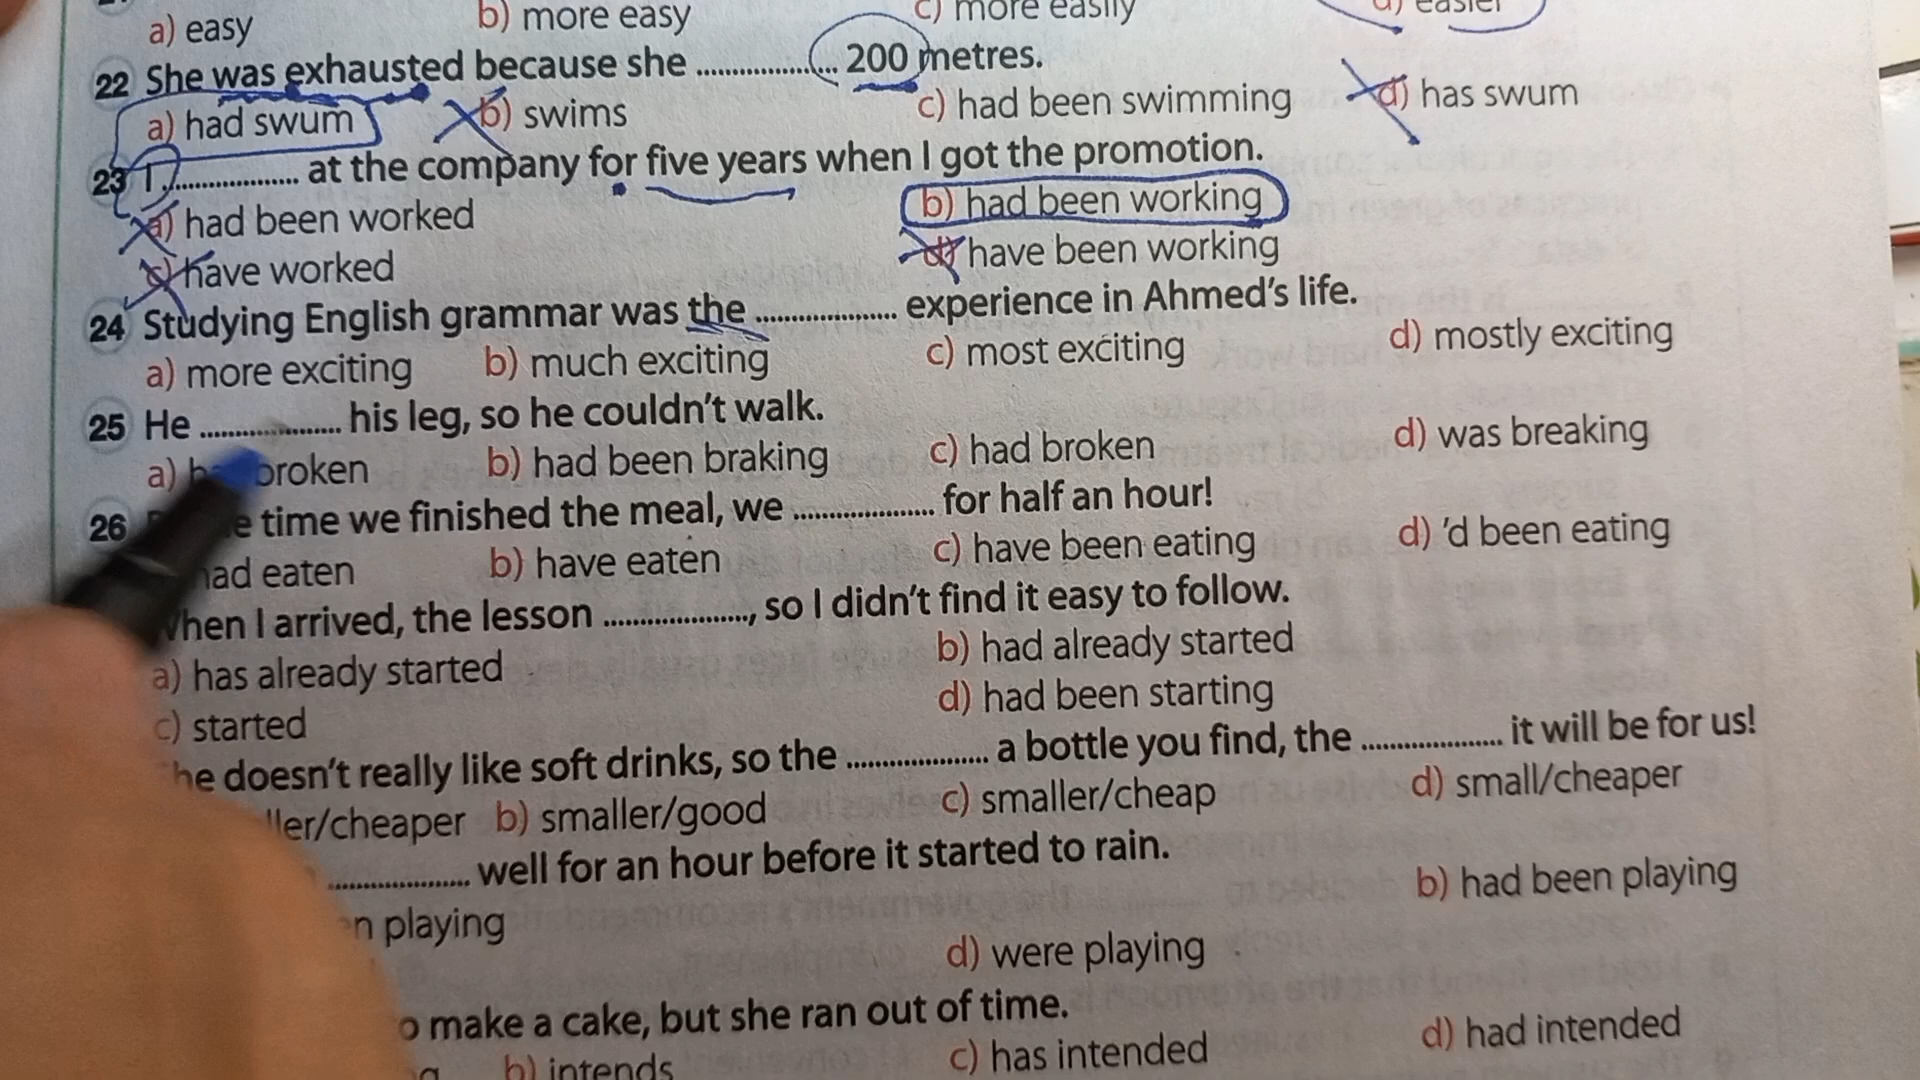 a) easy b) more easy c) more easily d) easier
22 She was exhausted because she .................... 200 metres.
a) had swum b) swims c) had been swimming d) has swum
23 I .................... at the company for five years when I got the promotion.
a) had been worked b) had been working
c) have worked d) have been working
24 Studying English grammar was the .................... experience in Ahmed's life.
a) more exciting b) much exciting c) most exciting d) mostly exciting
25 He .................... his leg, so he couldn't walk.
a) broken b) had been braking c) had broken d) was breaking
26 time we finished the meal, we .................... for half an hour!
had eaten b) have eaten c) have been eating d) 'd been eating
When I arrived, the lesson ...................., so I didn't find it easy to follow.
a) has already started b) had already started
c) started d) had been starting
he doesn't really like soft drinks, so the .................... a bottle you find, the .................... it will be for us!
ller/cheaper b) smaller/good c) smaller/cheap d) small/cheaper
.................... well for an hour before it started to rain.
n playing b) had been playing
d) were playing
o make a cake, but she ran out of time.
b) intends c) has intended d) had intended